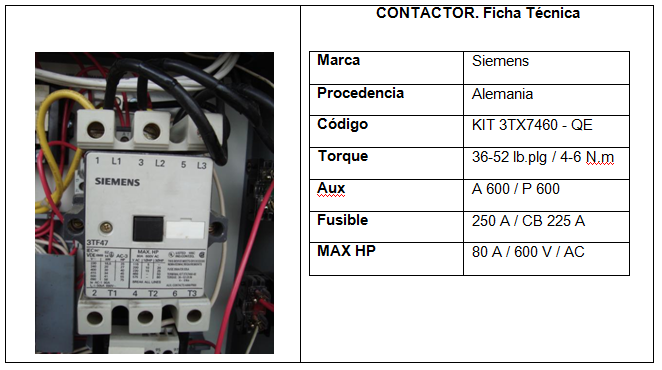 CONTACTOR. Ficha Técnica
Marca Siemens
Procedencia Alemania
Código KIT 3TX7460 - QE
Torque 36-52 lb.plg / 4-6 N.m
Aux A 600 / P 600
Fusible 250 A / CB 225 A
MAX HP 80 A / 600 V / AC
1 L1 3 L2 5 L3
SIEMENS
3TF47
MAX. HP
AC-3
2 T1 4 T2 6 T3